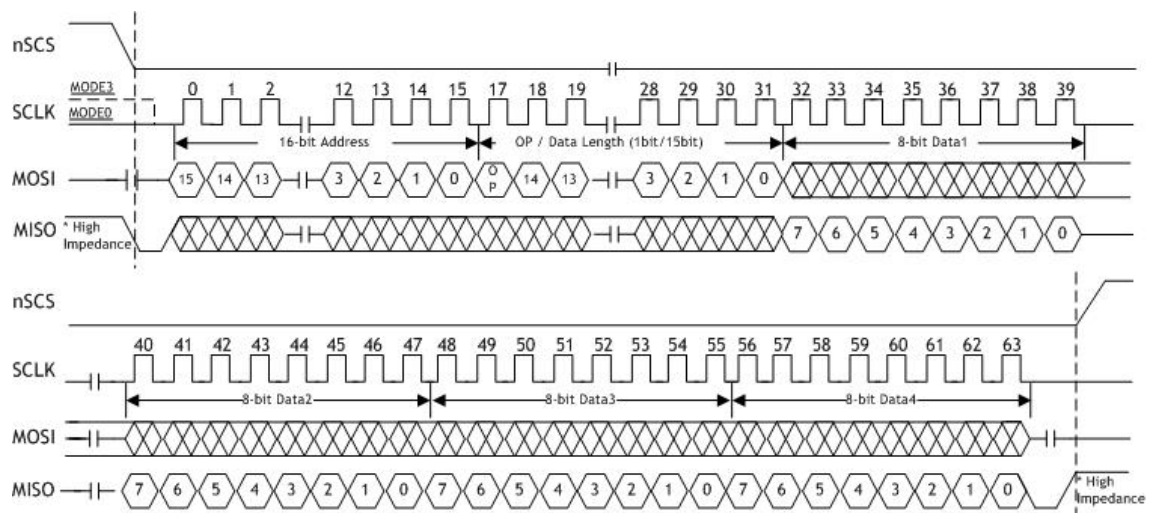 nSCS
MODE3
0 1 2 12 13 14 15 17 18 19 28 29 30 31 32 33 34 35 36 37 38 39
SCLK
MODE0
16-bit Address OP / Data Length (1bit/15bit) 8-bit Data1
MOSI 15 14 13 3 2 1 0 OP 14 13 3 2 1 0
MISO * High Impedance 7 6 5 4 3 2 1 0
nSCS
40 41 42 43 44 45 46 47 48 49 50 51 52 53 54 55 56 57 58 59 60 61 62 63
SCLK
8-bit Data2 8-bit Data3 8-bit Data4
MOSI
MISO 7 6 5 4 3 2 1 0 7 6 5 4 3 2 1 0 7 6 5 4 3 2 1 0 * High Impedance